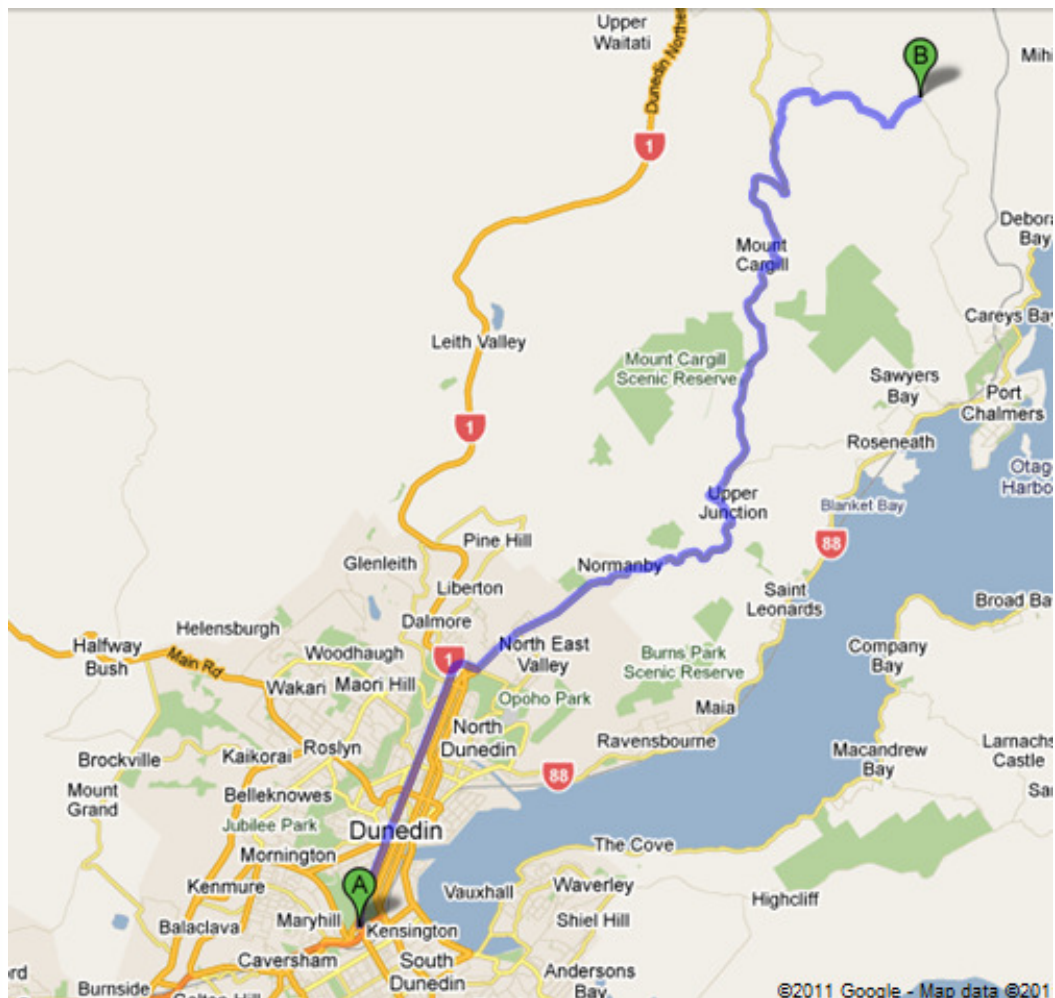 Upper
Waitati
Dunedin Northe
B
Mihi
1
Mount
Cargill
Debora
Bay
Careys Bay
Leith Valley
Mount Cargill
Scenic Reserve
Sawyers
Bay
Port
Chalmers
1
Roseneath
Otago
Harbo
Upper
Junction
Blanket Bay
Pine Hill
88
Glenleith
Normanby
Liberton
Saint
Leonards
Broad Ba
Dalmore
Helensburgh
Halfway
Bush
Main Rd
Woodhaugh
1
North East
Valley
Company
Bay
Burns Park
Scenic Reserve
Wakari
Maori Hill
Opoho Park
Maia
North
Dunedin
Ravensbourne
Roslyn
Kaikorai
Brockville
Macandrew
Bay
Larnachs
Castle
88
Mount
Grand
Belleknowes
Sa
Jubilee Park
Dunedin
The Cove
Mornington
A
Kenmure
Vauxhall
Waverley
Highcliff
Maryhill
Kensington
Shiel Hill
Balaclava
Caversham
South
Dunedin
Andersons
Bay
rd
Burnside
©2011 Google - Map data ©201